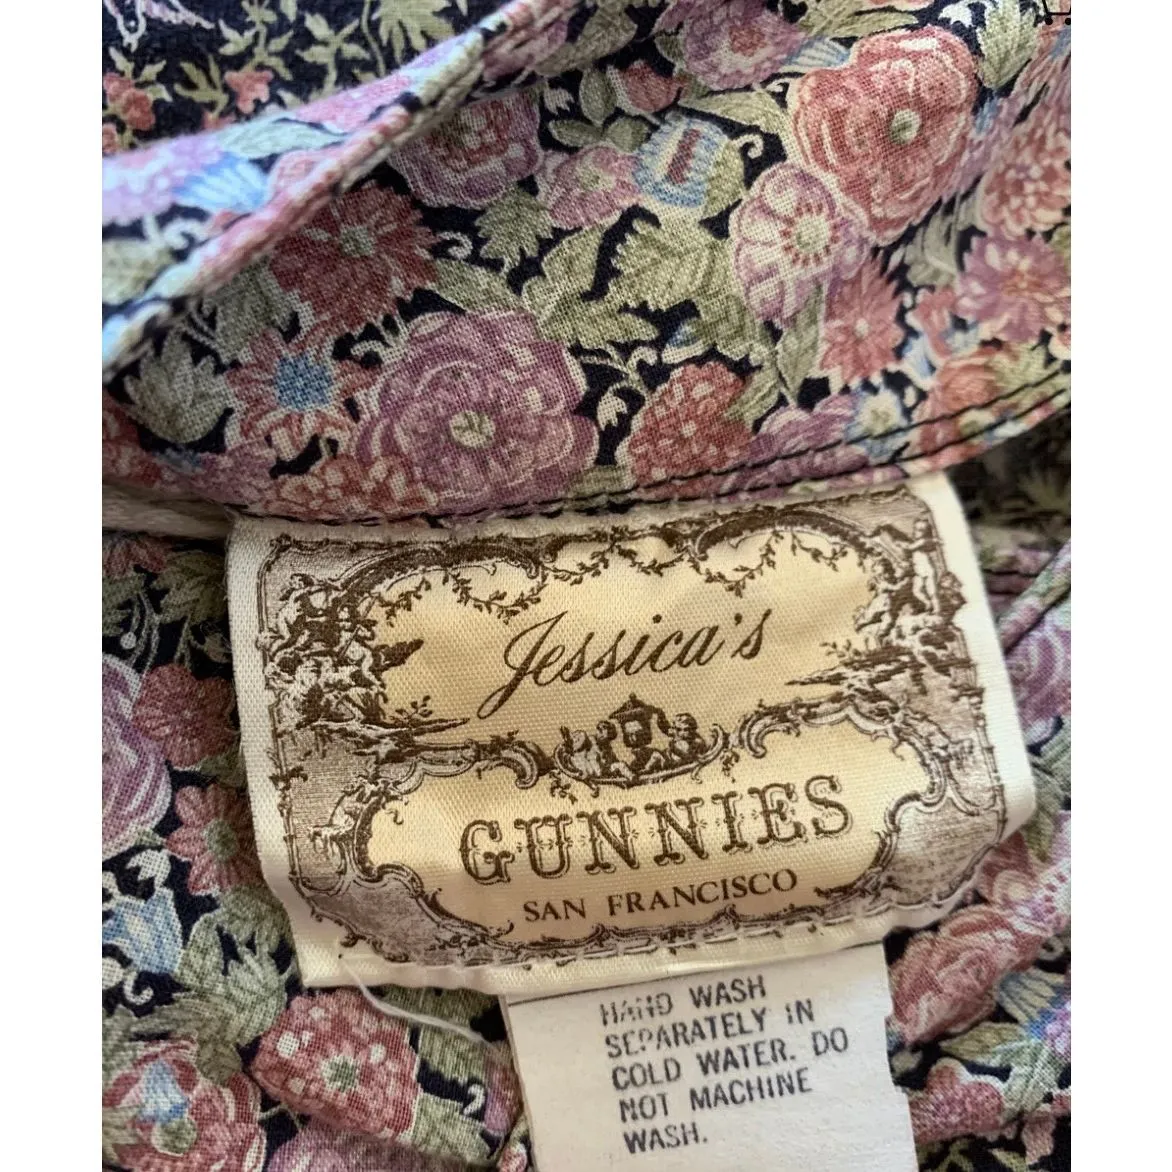 Jessica's
GUNNIES
SAN FRANCISCO
HAND WASH
SEPARATELY IN
COLD WATER. DO
NOT MACHINE
WASH.